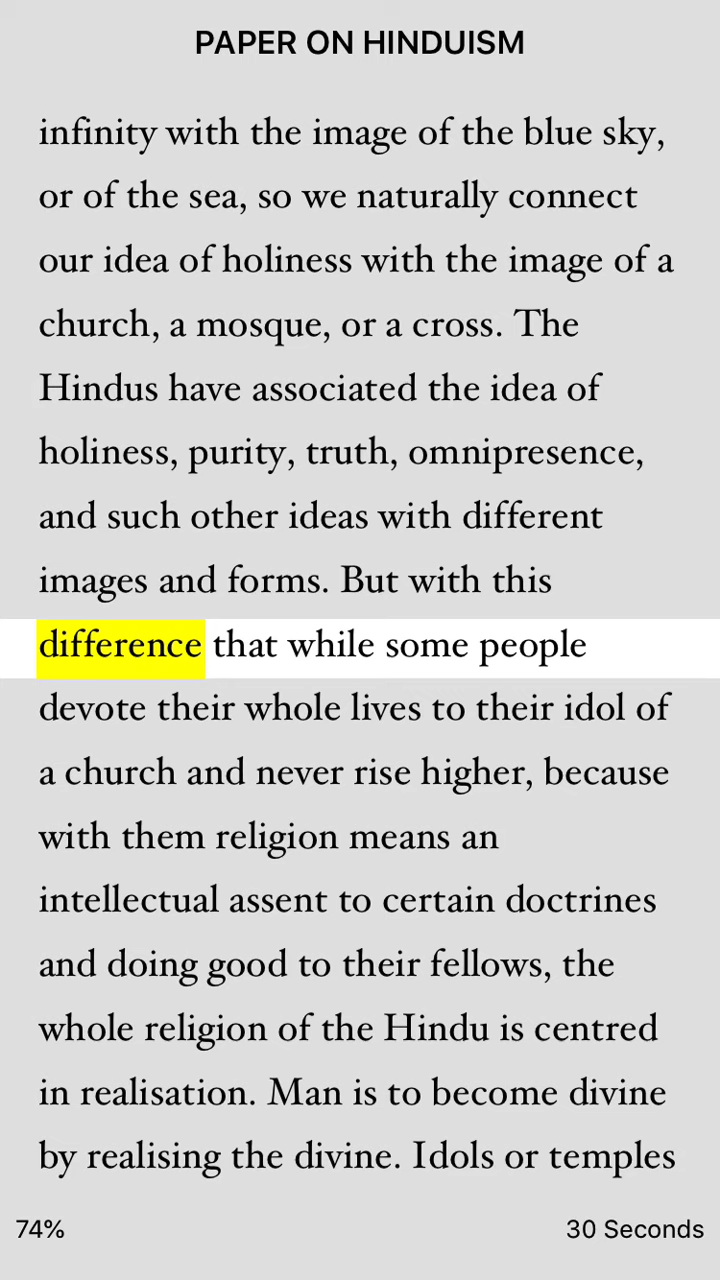 PAPER ON HINDUISM
infinity with the image of the blue sky,
or of the sea, so we naturally connect
our idea of holiness with the image of a
church, a mosque, or a cross. The
Hindus have associated the idea of
holiness, purity, truth, omnipresence,
and such other ideas with different
images and forms. But with this
difference that while some people
devote their whole lives to their idol of
a church and never rise higher, because
with them religion means an
intellectual assent to certain doctrines
and doing good to their fellows, the
whole religion of the Hindu is centred
in realisation. Man is to become divine
by realising the divine. Idols or temples
74%
30 Seconds